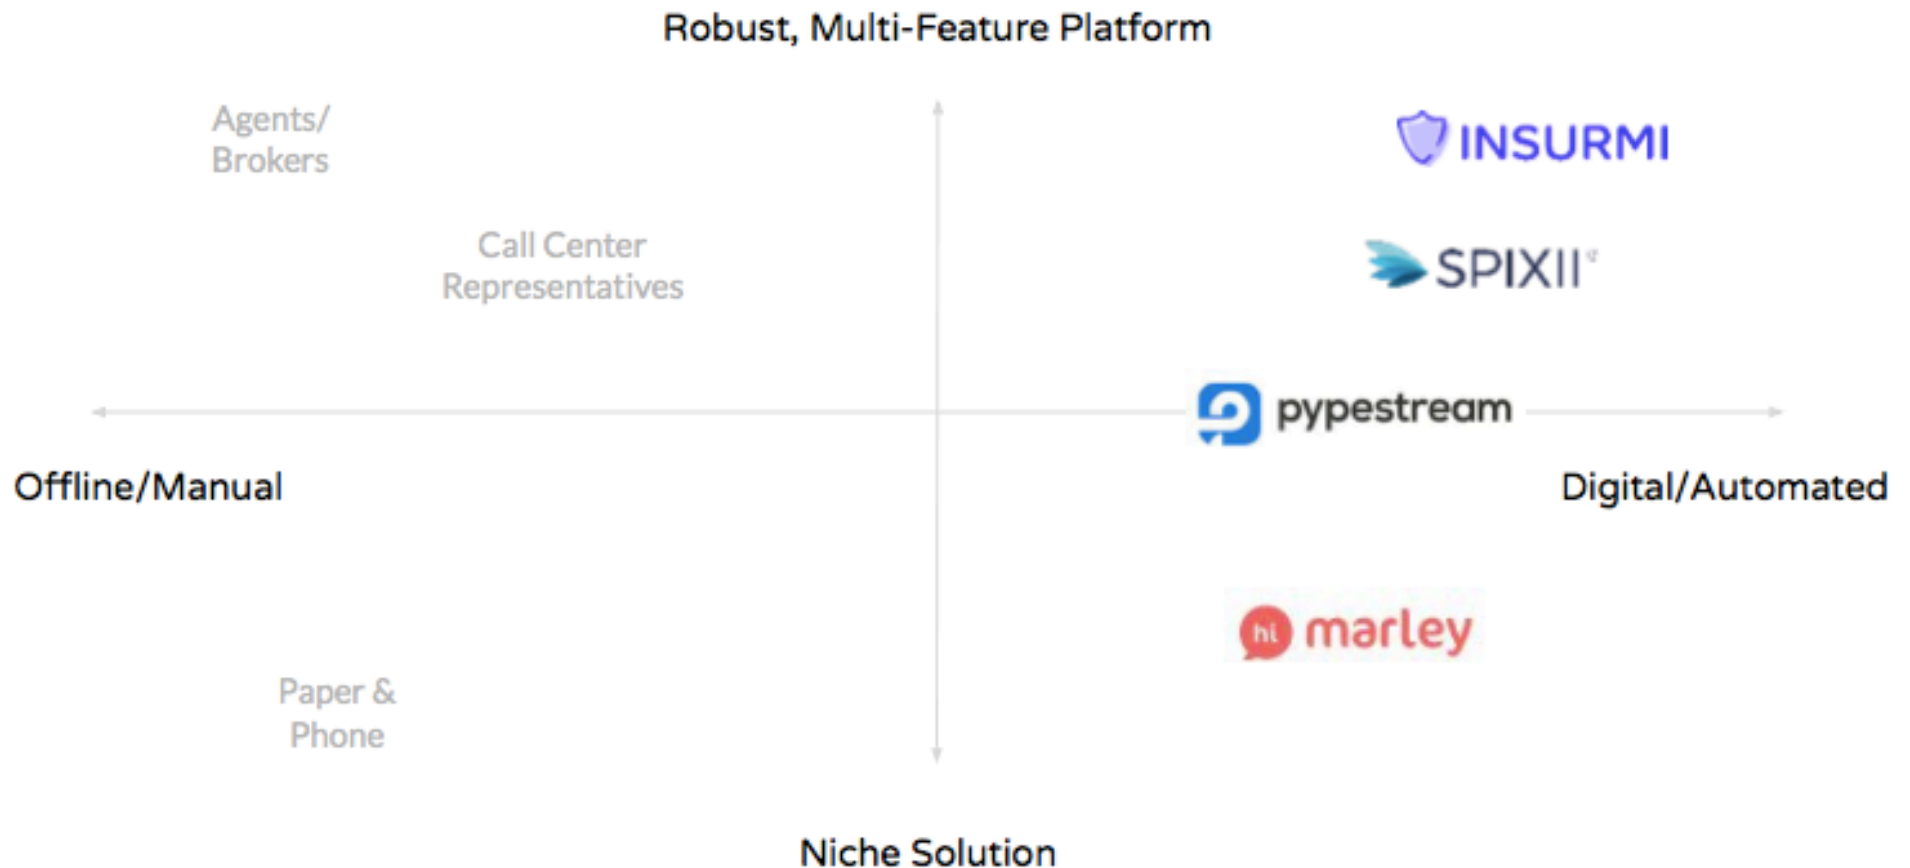 Robust, Multi-Feature Platform
Agents/
Brokers
INSURMI
Call Center
Representatives
SPIXII
pypestream
Offline/Manual
Digital/Automated
hi marley
Paper &
Phone
Niche Solution